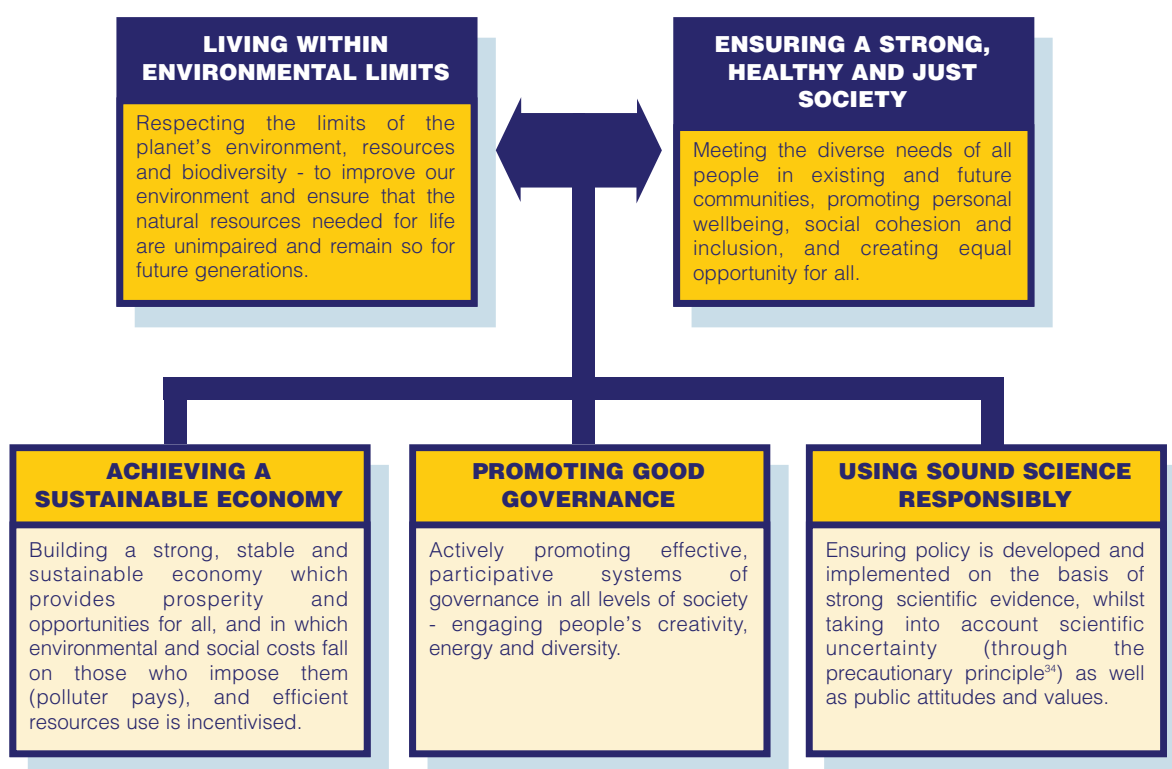 LIVING WITHIN
ENVIRONMENTAL LIMITS
Respecting the limits of the
planet's environment, resources
and biodiversity - to improve our
environment and ensure that the
natural resources needed for life
are unimpaired and remain so for
future generations.
ENSURING A STRONG,
HEALTHY AND JUST
SOCIETY
Meeting the diverse needs of all
people in existing and future
communities, promoting personal
wellbeing, social cohesion and
inclusion, and creating equal
opportunity for all.
ACHIEVING A
SUSTAINABLE ECONOMY
Building a strong, stable and
sustainable economy which
provides prosperity and
opportunities for all, and in which
environmental and social costs fall
on those who impose them
(polluter pays), and efficient
resources use is incentivised.
PROMOTING GOOD
GOVERNANCE
Actively promoting effective,
participative systems of
governance in all levels of society
- engaging people's creativity,
energy and diversity.
USING SOUND SCIENCE
RESPONSIBLY
Ensuring policy is developed and
implemented on the basis of
strong scientific evidence, whilst
taking into account scientific
uncertainty (through the
precautionary principle³⁴) as well
as public attitudes and values.